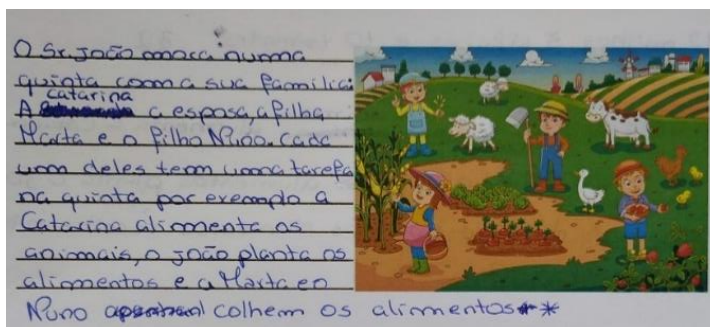 O Sr. João mora numa
quinta com a sua família:
A Catarina a esposa, a filha
Marta e o filho Nuno. Cada
um deles tem uma tarefa
na quinta por exemplo a
Catarina alimenta os
animais, o João planta os
alimentos e a Marta e o
Nuno colhem os alimentos**